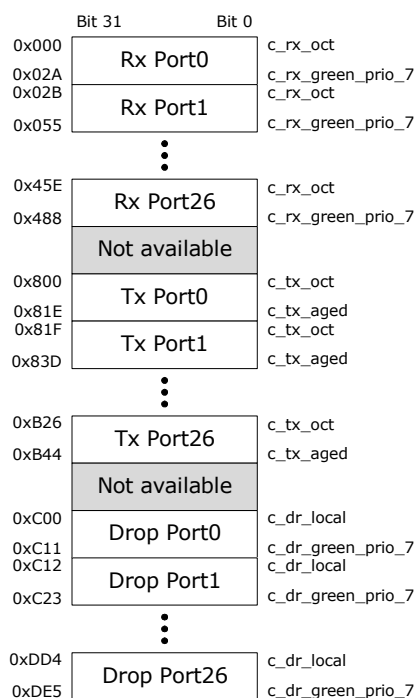 Bit 31 Bit 0
0x000 c_rx_oct
Rx Port0
0x02A c_rx_green_prio_7
0x02B c_rx_oct
Rx Port1
0x055 c_rx_green_prio_7
0x45E c_rx_oct
Rx Port26
0x488 c_rx_green_prio_7
Not available
0x800 c_tx_oct
Tx Port0
0x81E c_tx_aged
0x81F c_tx_oct
Tx Port1
0x83D c_tx_aged
0xB26 c_tx_oct
Tx Port26
0xB44 c_tx_aged
Not available
0xC00 c_dr_local
Drop Port0
0xC11 c_dr_green_prio_7
0xC12 c_dr_local
Drop Port1
0xC23 c_dr_green_prio_7
0xDD4 c_dr_local
Drop Port26
0xDE5 c_dr_green_prio_7